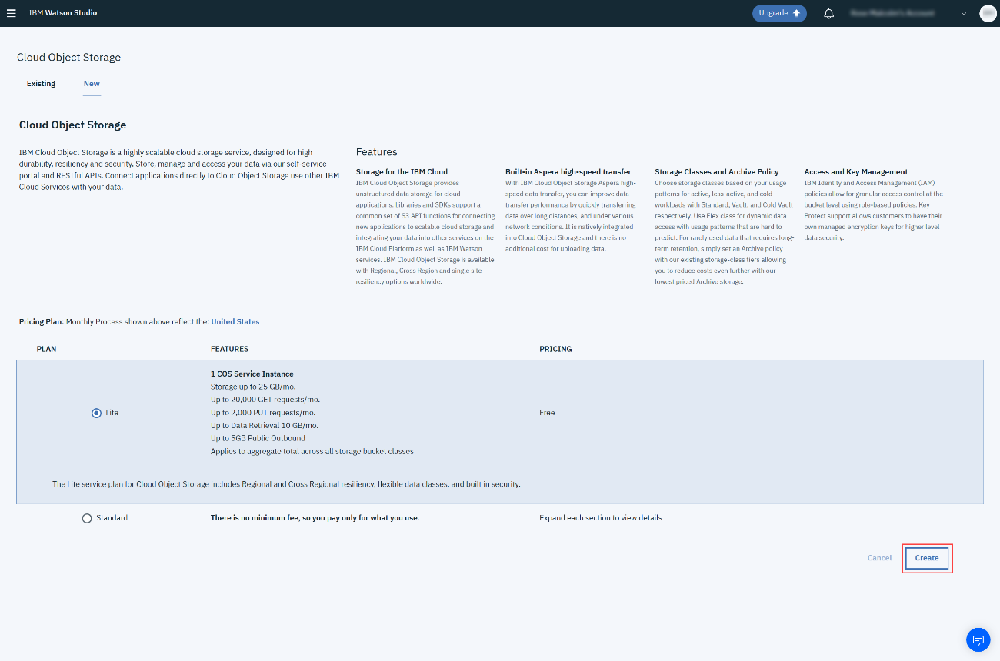 IBM Watson Studio
Upgrade
Cloud Object Storage
Existing
New
Cloud Object Storage
IBM Cloud Object Storage is a highly scalable cloud storage service, designed for high
durability, resiliency and security. Store, manage and access your data via our self-service
portal and RESTful APIs. Connect applications directly to Cloud Object Storage use other IBM
Cloud Services with your data.
Features
Storage for the IBM Cloud
IBM Cloud Object Storage provides
unstructured data storage for cloud
applications. Libraries and SDKs support a
common set of S3 API functions for connecting
new applications to scalable cloud storage and
integrating your data into other services on the
IBM Cloud Platform as well as IBM Watson
services. IBM Cloud Object Storage is available
with Regional, Cross Region and single site
resiliency options worldwide.
Built-in Aspera high-speed transfer
With IBM Cloud Object Storage Aspera high-
speed data transfer, you can improve data
transfer performance by quickly transferring
data over long distances, and under various
network conditions. It is natively integrated
into Cloud Object Storage and there is no
additional cost for uploading data.
Storage Classes and Archive Policy
Choose storage classes based on your usage
patterns for active, less-active, and cold
workloads with Standard, Vault, and Cold Vault
respectively. Use Flex class for dynamic data
access with usage patterns that are hard to
predict. For rarely used data that requires long-
term retention, simply set an Archive policy
with our existing storage-class tiers allowing
you to reduce costs even further with our
lowest priced Archive storage.
Access and Key Management
IBM Identity and Access Management (IAM)
policies allow for granular access control at the
bucket level using role-based policies. Key
Protect support allows customers to have their
own managed encryption keys for higher level
data security.
Pricing Plan: Monthly Process shown above reflect the: United States
PLAN
FEATURES
PRICING
1 COS Service Instance
Storage up to 25 GB/mo.
Up to 20,000 GET requests/mo.
Lite
Up to 2,000 PUT requests/mo.
Free
Up to Data Retrieval 10 GB/mo.
Up to 5GB Public Outbound
Applies to aggregate total across all storage bucket classes
The Lite service plan for Cloud Object Storage includes Regional and Cross Regional resiliency, flexible data classes, and built in security.
Standard
There is no minimum fee, so you pay only for what you use.
Expand each section to view details
Cancel
Create